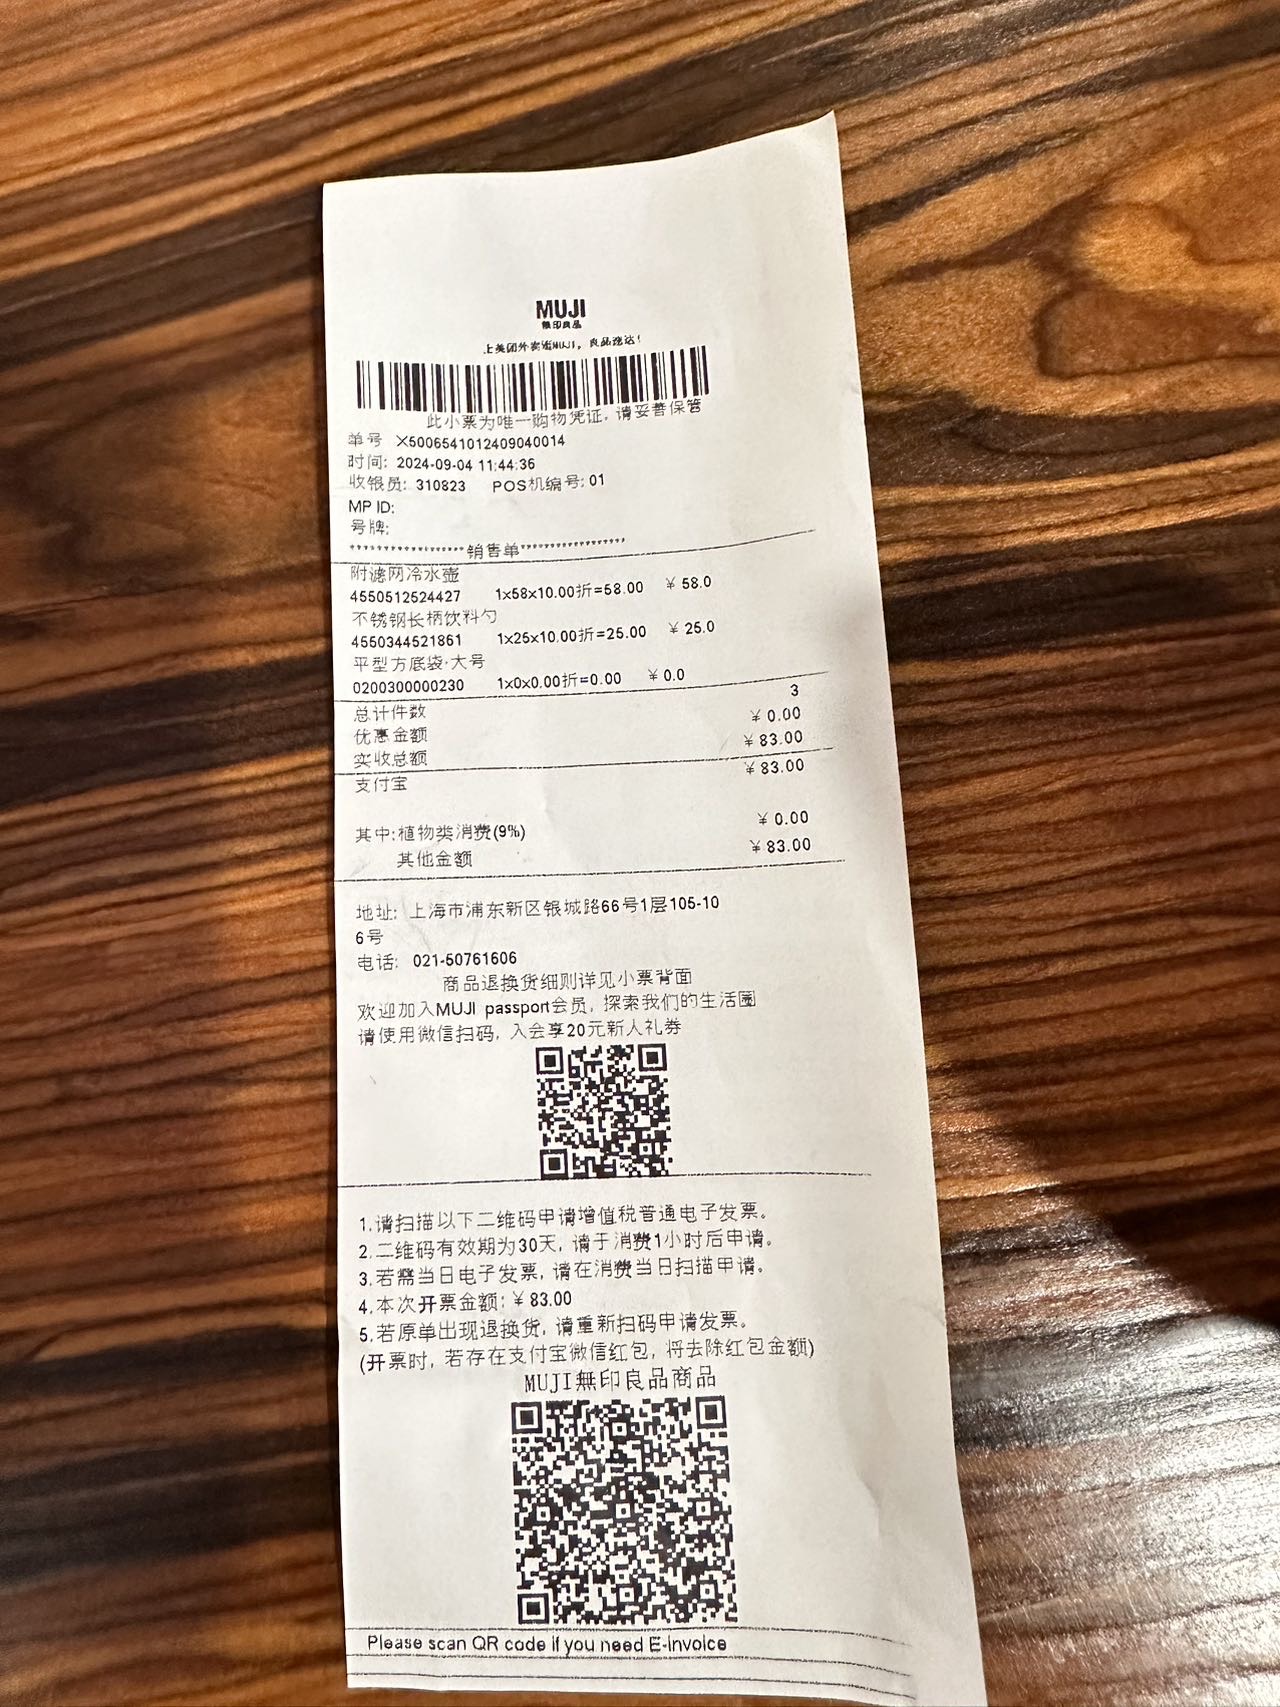 MUJI
無印良品
上美团外卖逛MUJI，良品速达！
此小票为唯一购物凭证，请妥善保管
单号 X5006541012409040014
时间: 2024-09-04 11:44:36
收银员: 310823 POS机编号: 01
MP ID:
号牌:
******************销售单******************
附滤网冷水壶
4550512524427 1x58x10.00折=58.00 ￥58.0
不锈钢长柄饮料勺
4550344521861 1x25x10.00折=25.00 ￥25.0
平型方底袋·大号
0200300000230 1x0x0.00折=0.00 ￥0.0
总计件数 3
优惠金额 ￥0.00
实收总额 ￥83.00
支付宝 ￥83.00
其中:植物类消费(9%) ￥0.00
其他金额 ￥83.00
地址: 上海市浦东新区银城路66号1层105-10
6号
电话: 021-50761606
商品退换货细则详见小票背面
欢迎加入MUJI passport会员, 探索我们的生活圈
请使用微信扫码, 入会享20元新人礼券
1.请扫描以下二维码申请增值税普通电子发票。
2.二维码有效期为30天, 请于消费1小时后申请。
3.若需当日电子发票, 请在消费当日扫描申请。
4.本次开票金额: ￥83.00
5.若原单出现退换货, 请重新扫码申请发票。
(开票时, 若存在支付宝微信红包, 将去除红包金额)
MUJI無印良品商品
Please scan QR code if you need E-invoice